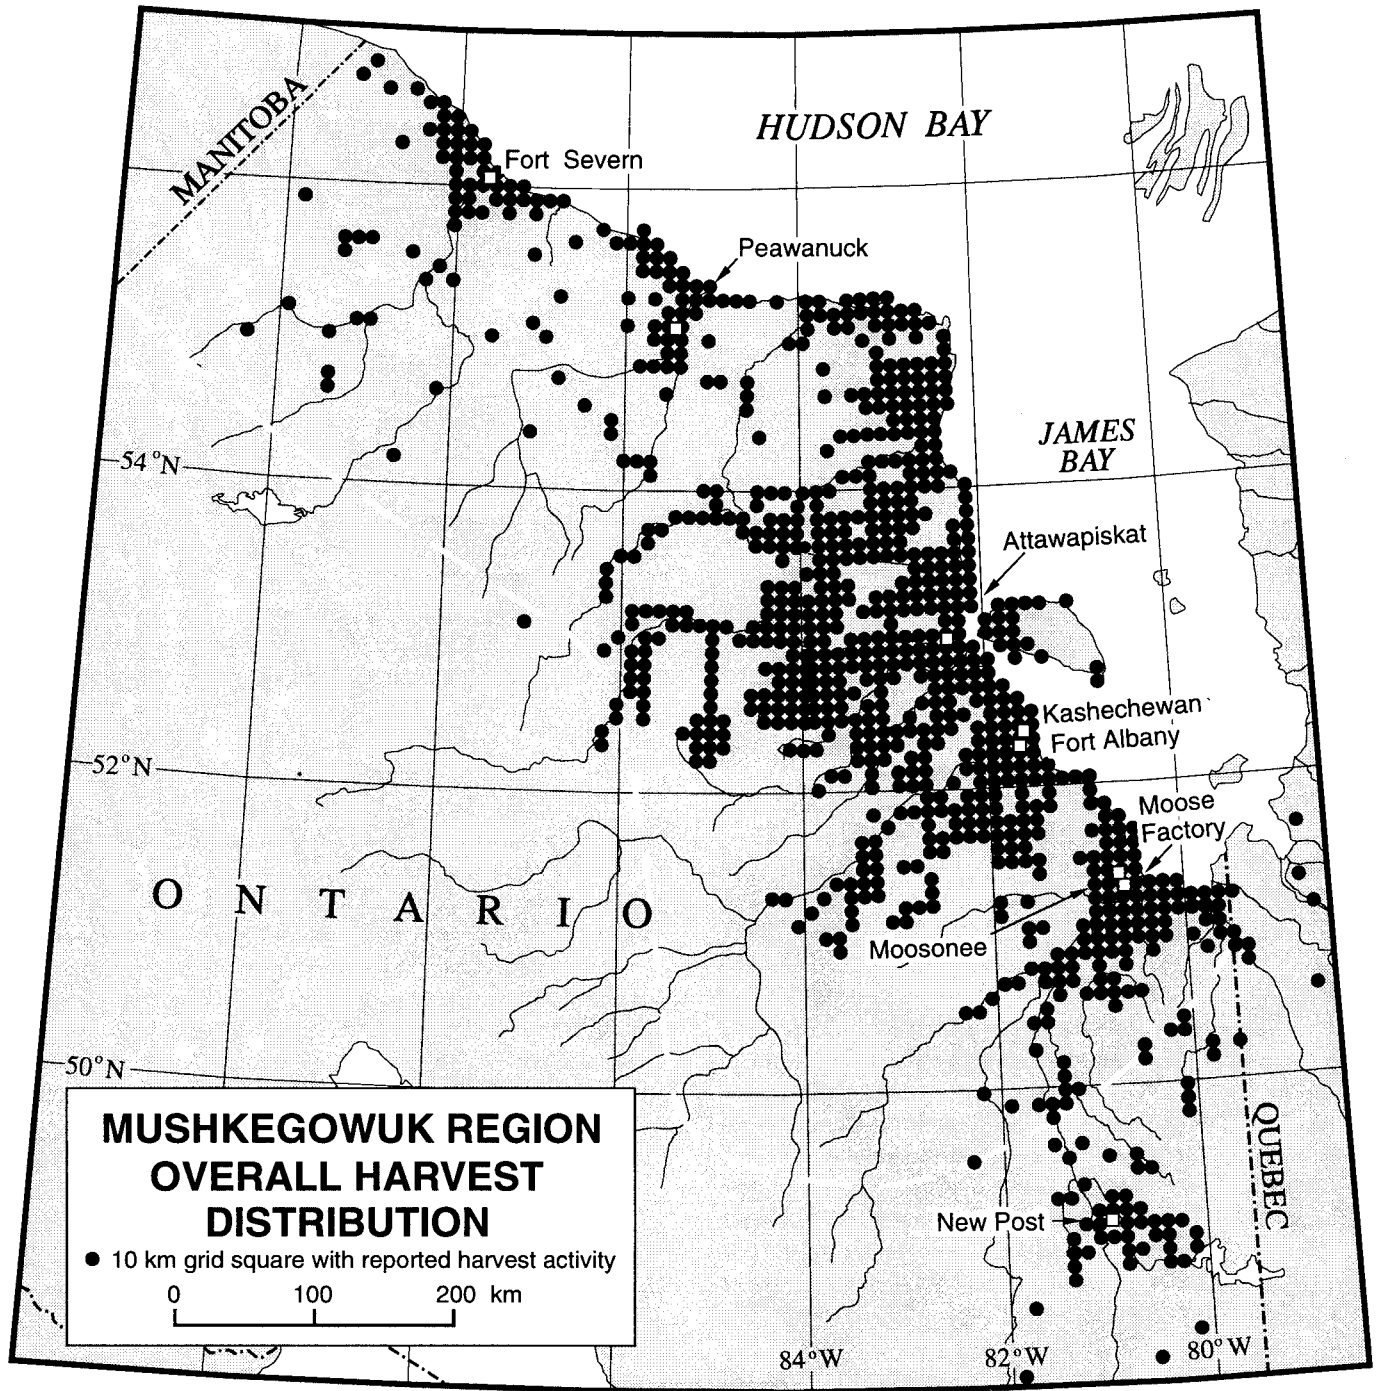 MANITOBA
HUDSON BAY
Fort Severn
Peawanuck
JAMES
BAY
54°N
Attawapiskat
Kashechewan
Fort Albany
52°N
Moose
Factory
ONTARIO
Moosonee
50°N
MUSHKEGOWUK REGION
OVERALL HARVEST
DISTRIBUTION
10 km grid square with reported harvest activity
0 100 200 km
QUEBEC
New Post
84°W 82°W 80°W